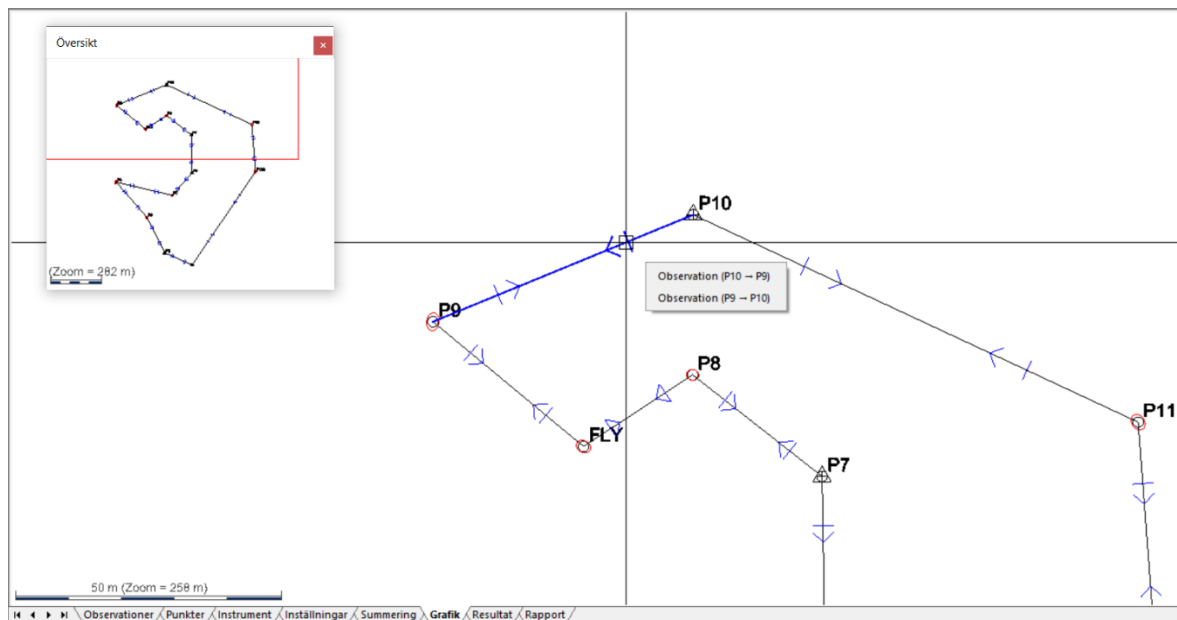 Översikt
(Zoom = 282 m)
P10
Observation (P10 → P9)
Observation (P9 → P10)
P9
P8
P11
FLY
P7
50 m (Zoom = 258 m)
Observationer Punkter Instrument Inställningar Summering Grafik Resultat Rapport